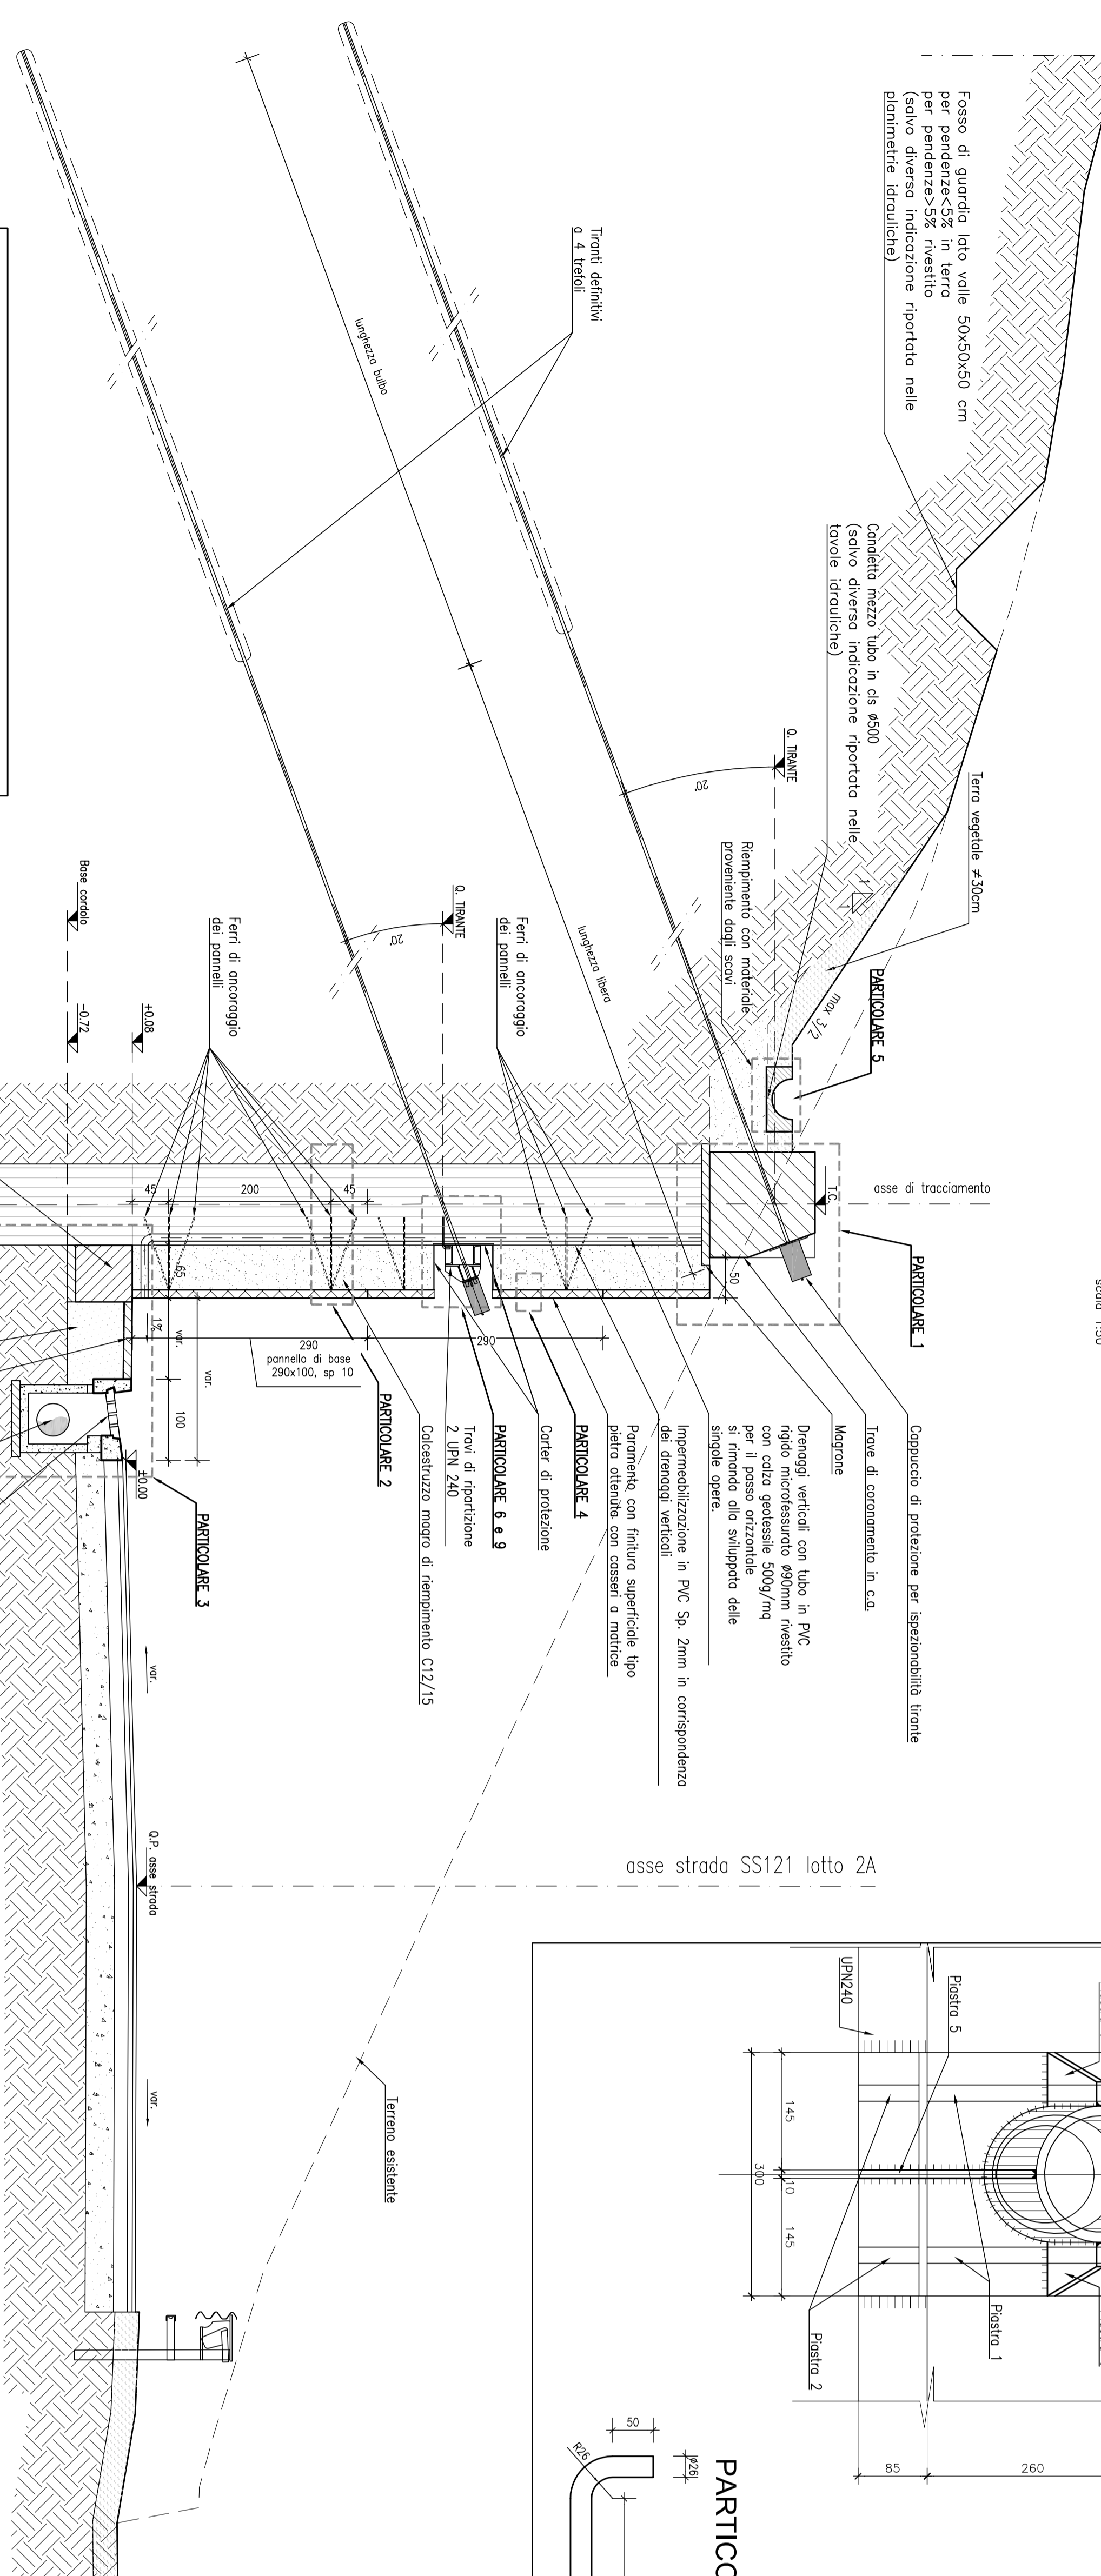 Fosso di guardia lato valle 50x50x50 cm
per pendenze<5% in terra
per pendenze>5% rivestito
(salvo diversa indicazione riportata nelle
planimetrie idrauliche)
Canaletta mezzo tubo in cls ø500
(salvo diversa indicazione riportata nelle
tavole idrauliche)
Terra vegetale ≠30cm
1
1
max 3/2
PARTICOLARE 5
Riempimento con materiale
proveniente dagli scavi
Tiranti definitivi
a 4 trefoli
lunghezza bulbo
lunghezza libera
Q. TIRANTE
20°
Q. TIRANTE
20°
Ferri di ancoraggio
dei pannelli
Ferri di ancoraggio
dei pannelli
Base cordolo
-0.72
+0.08
T.C.
asse di tracciamento
PARTICOLARE 1
50
45
200
45
65
290
290
pannello di base
290x100, sp 10
1%
var.
100
var.
±0.00
Cappuccio di protezione per ispezionabilità tirante
Trave di coronamento in c.a.
Magrone
Drenaggi verticali con tubo in PVC
rigido microfessurato ø90mm rivestito
con calza geotessile 500g/mq
per il passo orizzontale
si rimanda alla sviluppata delle
singole opere.
Impermeabilizzazione in PVC Sp. 2mm in corrispondenza
dei drenaggi verticali
Paramento con finitura superficiale tipo
pietra ottenuta con casseri a matrice
PARTICOLARE 4
Carter di protezione
PARTICOLARE 6 e 9
Travi di ripartizione
2 UPN 240
Calcestruzzo magro di riempimento C12/15
PARTICOLARE 2
PARTICOLARE 3
var.
Q.P. asse strada
var.
asse strada SS121 lotto 2A
Terreno esistente
UPN240
Piastra 5
Piastra 1
Piastra 2
145
10
145
300
85
260
50
R26
ø26
PARTICO